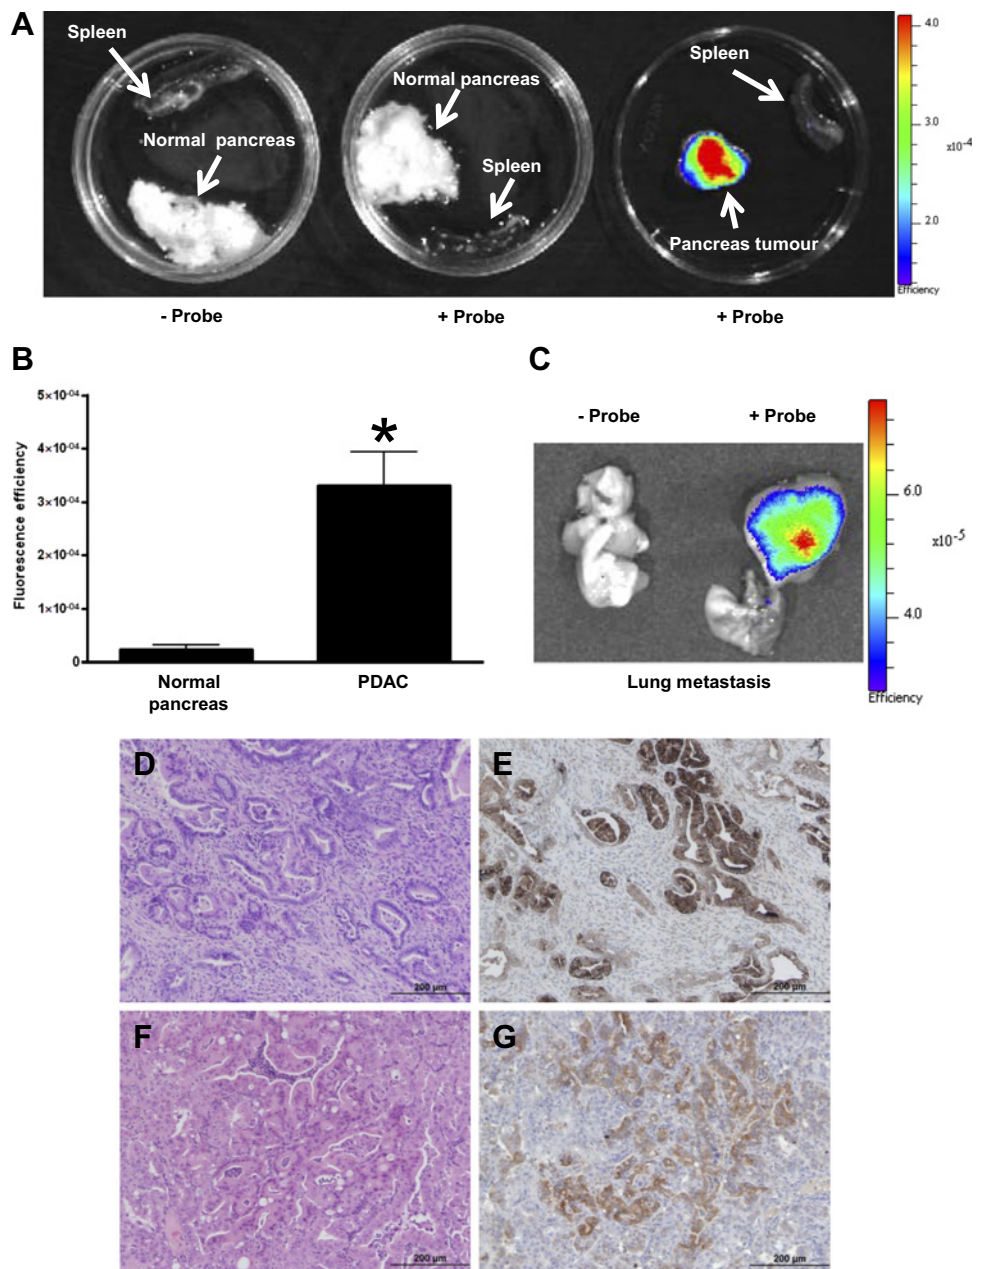 A
Spleen
Normal pancreas
Normal pancreas
Spleen
Spleen
Pancreas tumour
4.0
3.0
x10-4
2.0
Efficiency
- Probe
+ Probe
+ Probe
B
5×10-04
4×10-04
3×10-04
2×10-04
1×10-04
0
Fluorescence efficiency
*
Normal
pancreas
PDAC
C
- Probe
+ Probe
6.0
x10-5
4.0
Efficiency
Lung metastasis
D
200 µm
E
200 µm
F
200 µm
G
200 µm